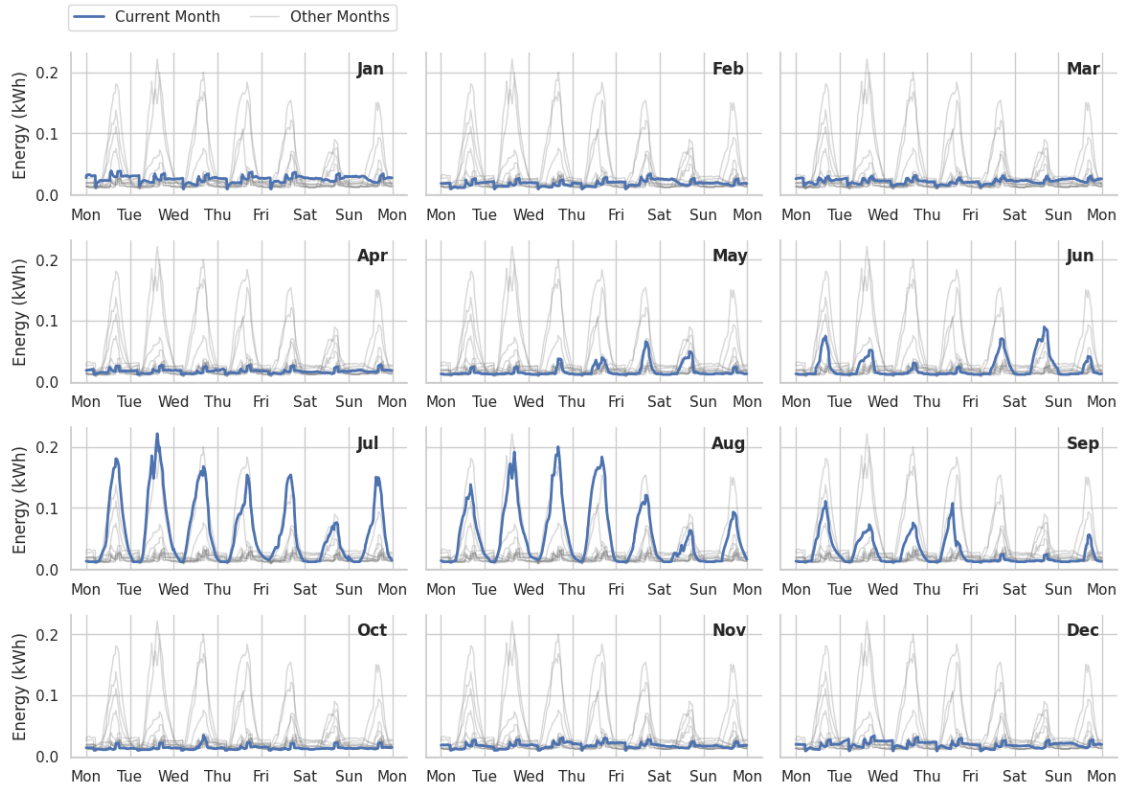 Current Month Other Months
Jan
Feb
Mar
Energy (kWh)
0.2
0.1
0.0
Mon Tue Wed Thu Fri Sat Sun Mon
Mon Tue Wed Thu Fri Sat Sun Mon
Mon Tue Wed Thu Fri Sat Sun Mon
Apr
May
Jun
Energy (kWh)
0.2
0.1
0.0
Mon Tue Wed Thu Fri Sat Sun Mon
Mon Tue Wed Thu Fri Sat Sun Mon
Mon Tue Wed Thu Fri Sat Sun Mon
Jul
Aug
Sep
Energy (kWh)
0.2
0.1
0.0
Mon Tue Wed Thu Fri Sat Sun Mon
Mon Tue Wed Thu Fri Sat Sun Mon
Mon Tue Wed Thu Fri Sat Sun Mon
Oct
Nov
Dec
Energy (kWh)
0.2
0.1
0.0
Mon Tue Wed Thu Fri Sat Sun Mon
Mon Tue Wed Thu Fri Sat Sun Mon
Mon Tue Wed Thu Fri Sat Sun Mon